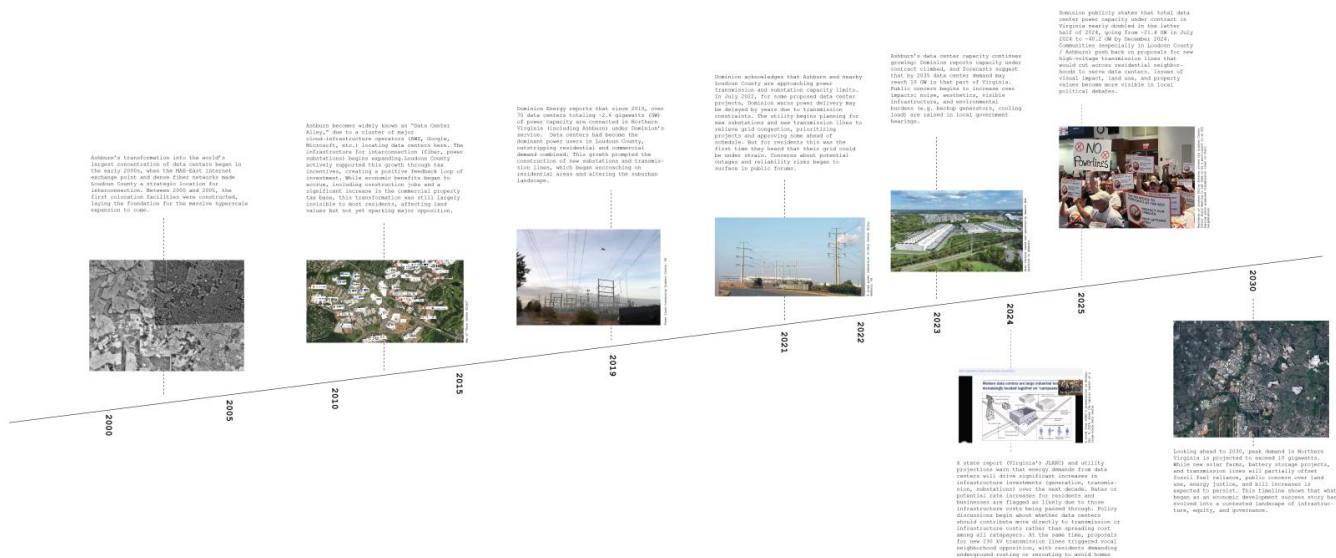 Ashburn's transformation into the world's
largest concentration of data centers began in
the early 2000s, when the MAE-East internet
exchange point and dense fiber networks made
Loudoun County a strategic location for
interconnection. Between 2000 and 2005, the
first colocation facilities were constructed,
laying the foundation for the massive hyperscale
expansion to come.
Ashburn becomes widely known as "Data Center
Alley," due to a cluster of major
cloud-infrastructure operators (AWS, Google,
Microsoft, etc.) locating data centers here. The
infrastructure for interconnection (fiber, power
substations) begins expanding.Loudoun County
actively supported this growth through tax
incentives, creating a positive feedback loop of
investment. While economic benefits began to
accrue, including construction jobs and a
significant increase in the commercial property
tax base, this transformation was still largely
invisible to most residents, affecting land
values but not yet sparking major opposition.
Dominion Energy reports that since 2019, over
70 data centers totaling ~2.6 gigawatts (GW)
of power capacity are connected in Northern
Virginia (including Ashburn) under Dominion's
service. Data centers had become the
dominant power users in Loudoun County,
outstripping residential and commercial
demand combined. This growth prompted the
construction of new substations and transmis-
sion lines, which began encroaching on
residential areas and altering the suburban
landscape.
Dominion acknowledges that Ashburn and nearby
Loudoun County are approaching power
transmission and substation capacity limits.
In July 2022, for some proposed data center
projects, Dominion warns power delivery may
be delayed by years due to transmission
constraints. The utility begins planning for
new substations and new transmission lines to
relieve grid congestion, prioritizing
projects and approving some ahead of
schedule. But for residents this was the
first time they heard that their grid could
be under strain. Concerns about potential
outages and reliability risks began to
surface in public forums.
Ashburn's data center capacity continues
growing: Dominion reports capacity under
contract climbed, and forecasts suggest
that by 2035 data center demand may
reach 10 GW in that part of Virginia.
Public concern begins to increase over
impacts: noise, aesthetics, visible
infrastructure, and environmental
burdens (e.g. backup generators, cooling
load) are raised in local government
hearings.
Dominion publicly states that total data
center power capacity under contract in
Virginia nearly doubled in the latter
half of 2024, going from ~21.4 GW in July
2024 to ~40.2 GW by December 2024.
Communities (especially in Loudoun County
/ Ashburn) push back on proposals for new
high-voltage transmission lines that
would cut across residential neighbor-
hoods to serve data centers. Issues of
visual impact, land use, and property
values become more visible in local
political debates.
NO
Powerlines
2000
2005
2010
2015
2019
2021
2022
2023
2024
2025
2030
Modern data centers are large industrial
increasingly located together on "campuses
A state report (Virginia's JLARC) and utility
projections warn that energy demands from data
centers will drive significant increases in
infrastructure investments (generation, transmis-
sion, substations) over the next decade. Rates or
potential rate increases for residents and
businesses are flagged as likely due to those
infrastructure costs being passed through. Policy
discussions begin about whether data centers
should contribute more directly to transmission or
infrastructure costs rather than spreading cost
among all ratepayers. At the same time, proposals
for new 230 kV transmission lines triggered vocal
neighborhood opposition, with residents demanding
underground routing or rerouting to avoid homes
Looking ahead to 2030, peak demand in Northern
Virginia is projected to exceed 10 gigawatts.
While new solar farms, battery storage projects,
and transmission lines will partially offset
fossil fuel reliance, public concern over land
use, energy justice, and bill increases is
expected to persist. This timeline shows that what
began as an economic development success story has
evolved into a contested landscape of infrastruc-
ture, equity, and governance.